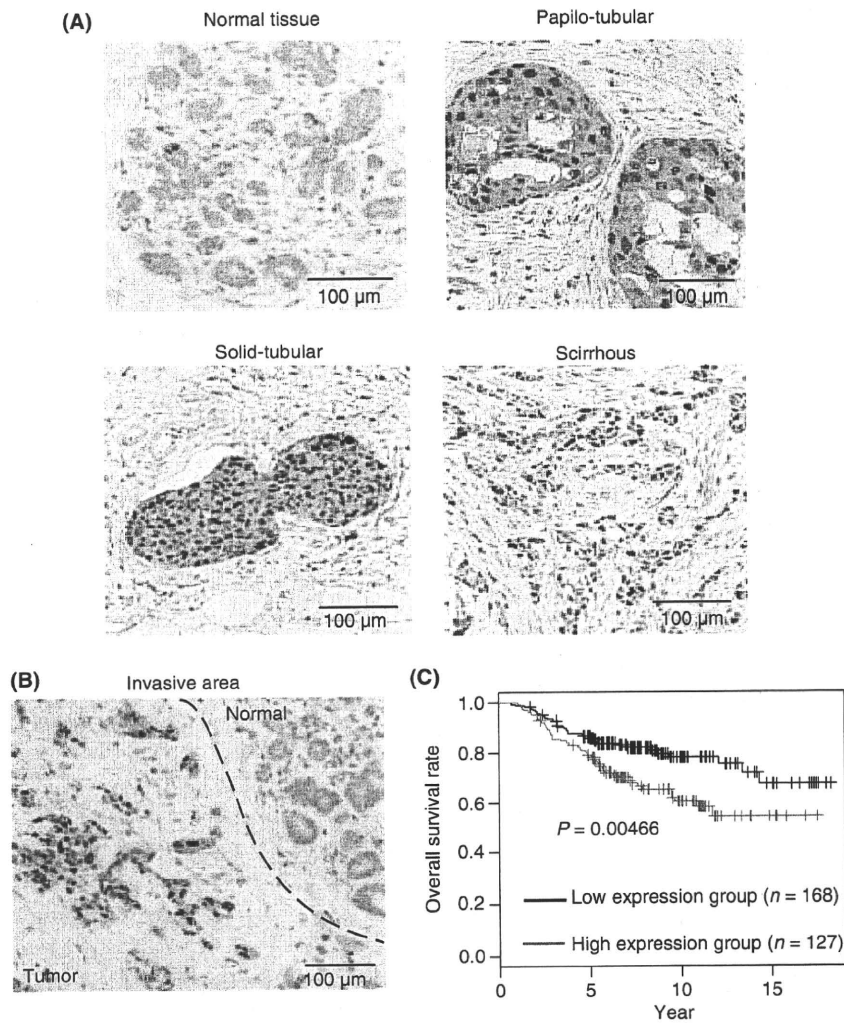 (A)
Normal tissue
Papilo-tubular
100 µm
100 µm
Solid-tubular
Scirrhous
100 µm
100 µm
(B)
Invasive area
Normal
Tumor
100 µm
(C)
Overall survival rate
1.0
0.8
0.6
0.4
0.2
0.0
P = 0.00466
Low expression group (n = 168)
High expression group (n = 127)
0
5
10
15
Year